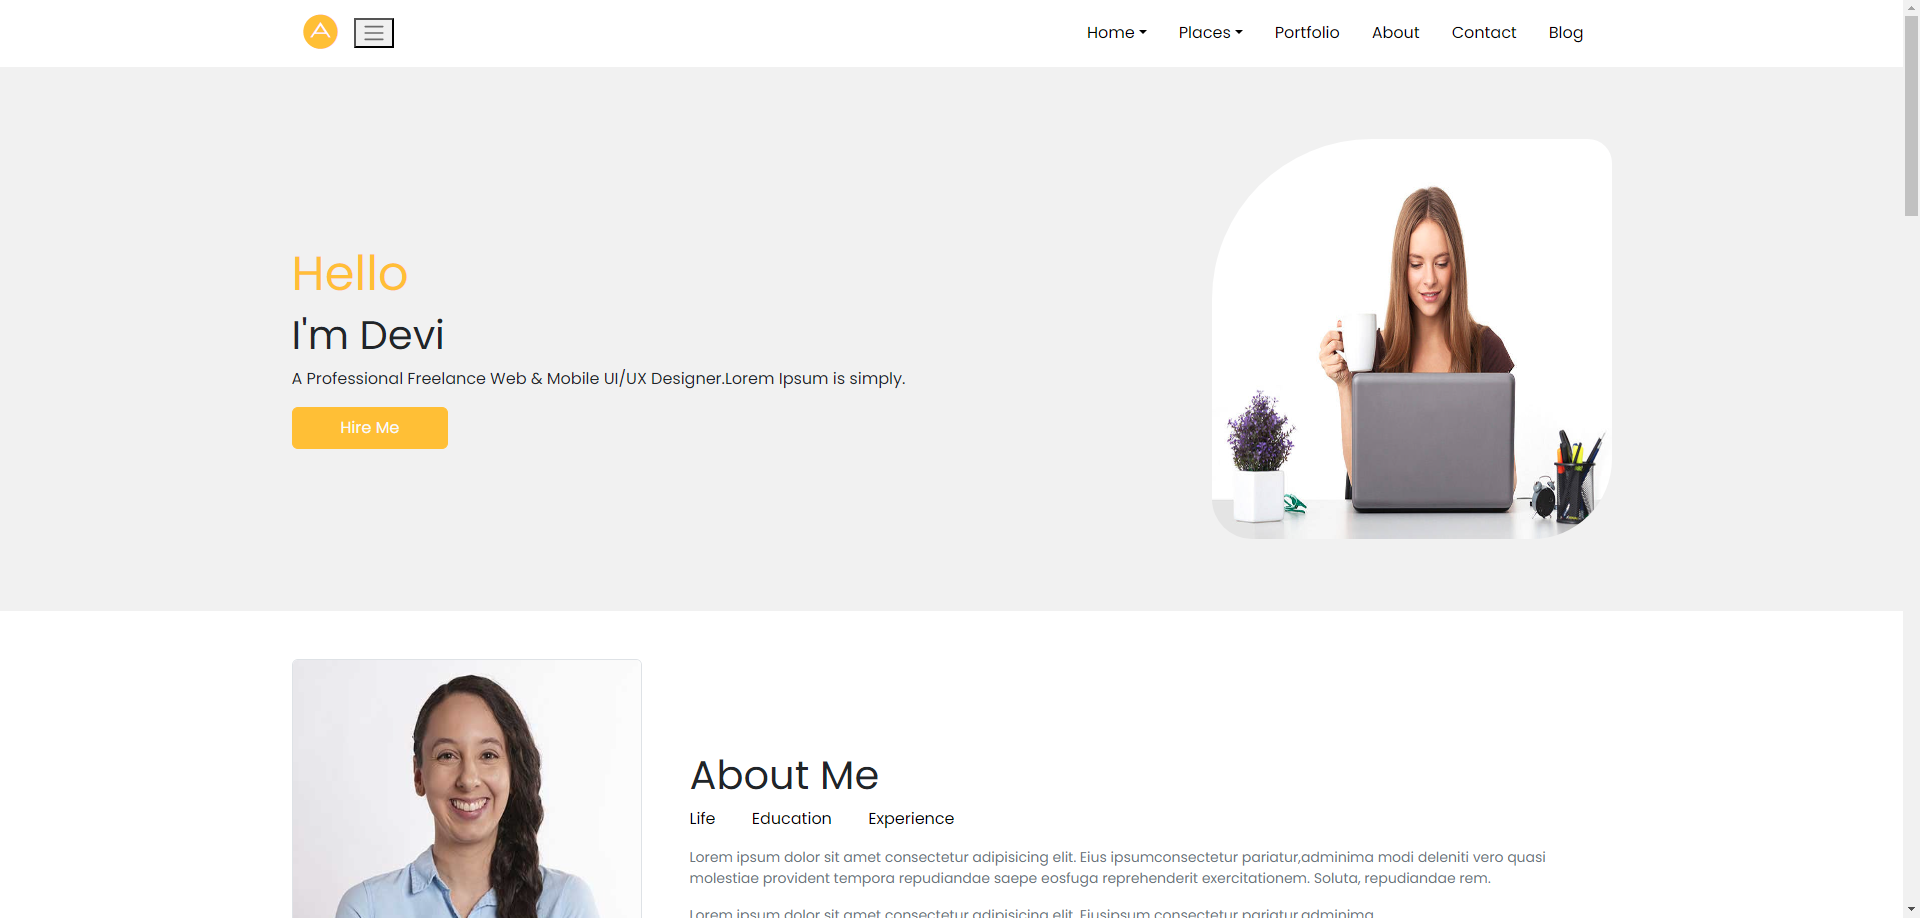 A
Home Places Portfolio About Contact Blog
Hello
I'm Devi
A Professional Freelance Web & Mobile UI/UX Designer.Lorem Ipsum is simply.
Hire Me
About Me
Life Education Experience
Lorem ipsum dolor sit amet consectetur adipisicing elit. Eius ipsumconsectetur pariatur,adminima modi deleniti vero quasi
molestiae provident tempora repudiandae saepe eosfuga reprehenderit exercitationem. Soluta, repudiandae rem.
Lorem ipsum dolor sit amet consectetur adipisicing elit. Eiusipsum consectetur pariatur,adminima